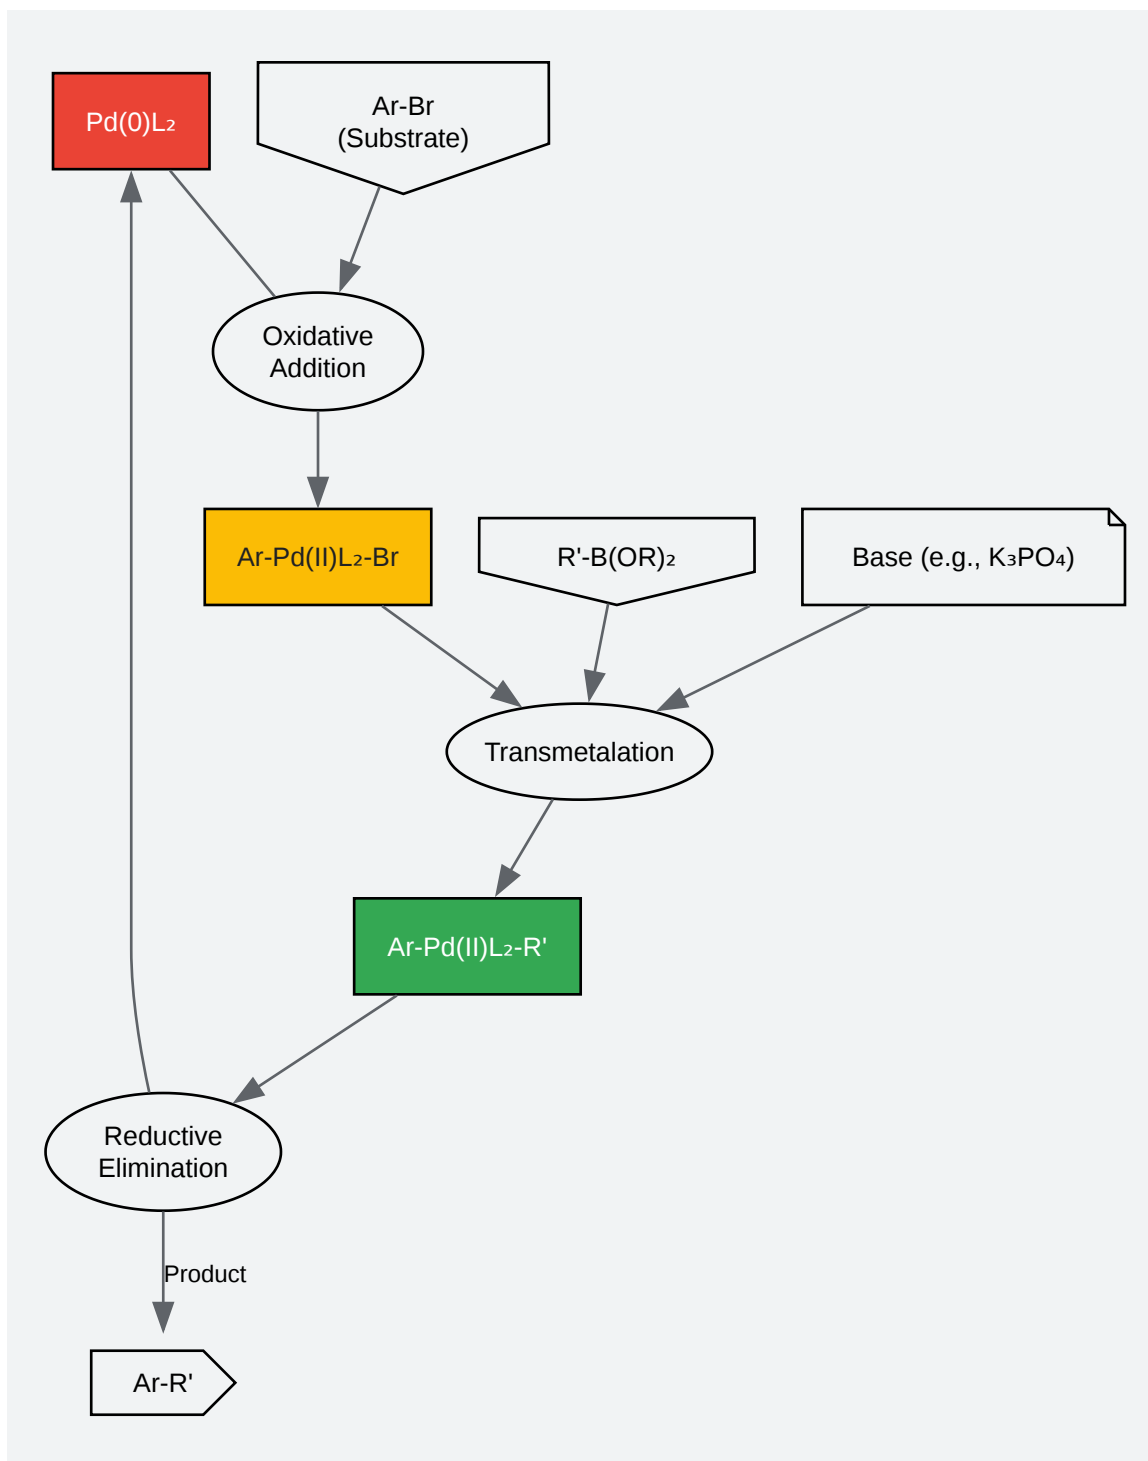 Pd(0)L₂
Ar-Br
(Substrate)
Oxidative
Addition
Ar-Pd(II)L₂-Br
R'-B(OR)₂
Base (e.g., K₃PO₄)
Transmetalation
Ar-Pd(II)L₂-R'
Reductive
Elimination
Product
Ar-R'